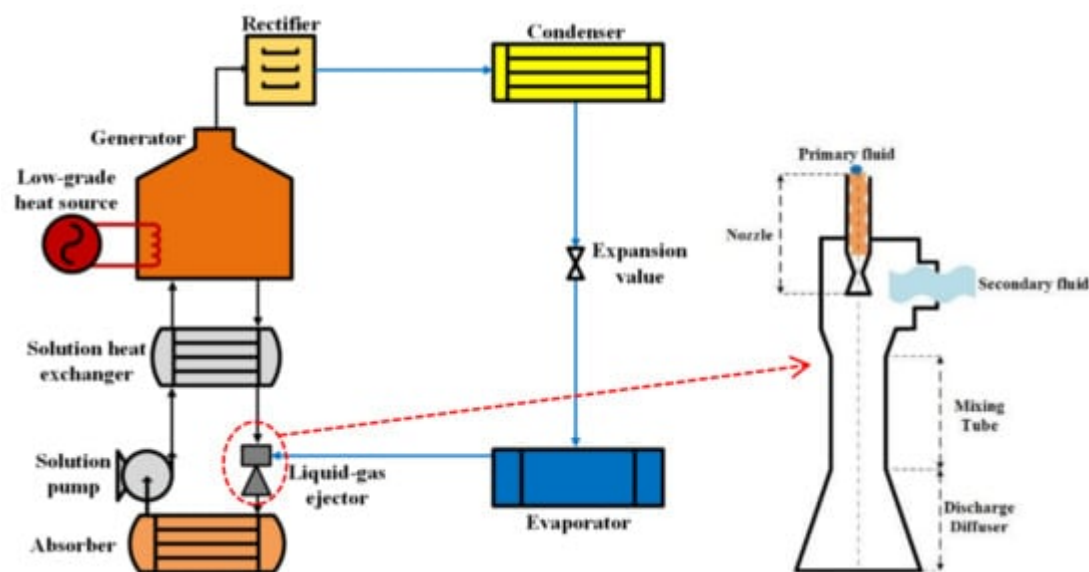 Rectifier
Condenser
Generator
Low-grade
heat source
Primary fluid
Nozzle
Expansion
value
Secondary fluid
Solution heat
exchanger
Mixing
Tube
Solution
pump
Liquid-gas
ejector
Evaporator
Discharge
Diffuser
Absorber